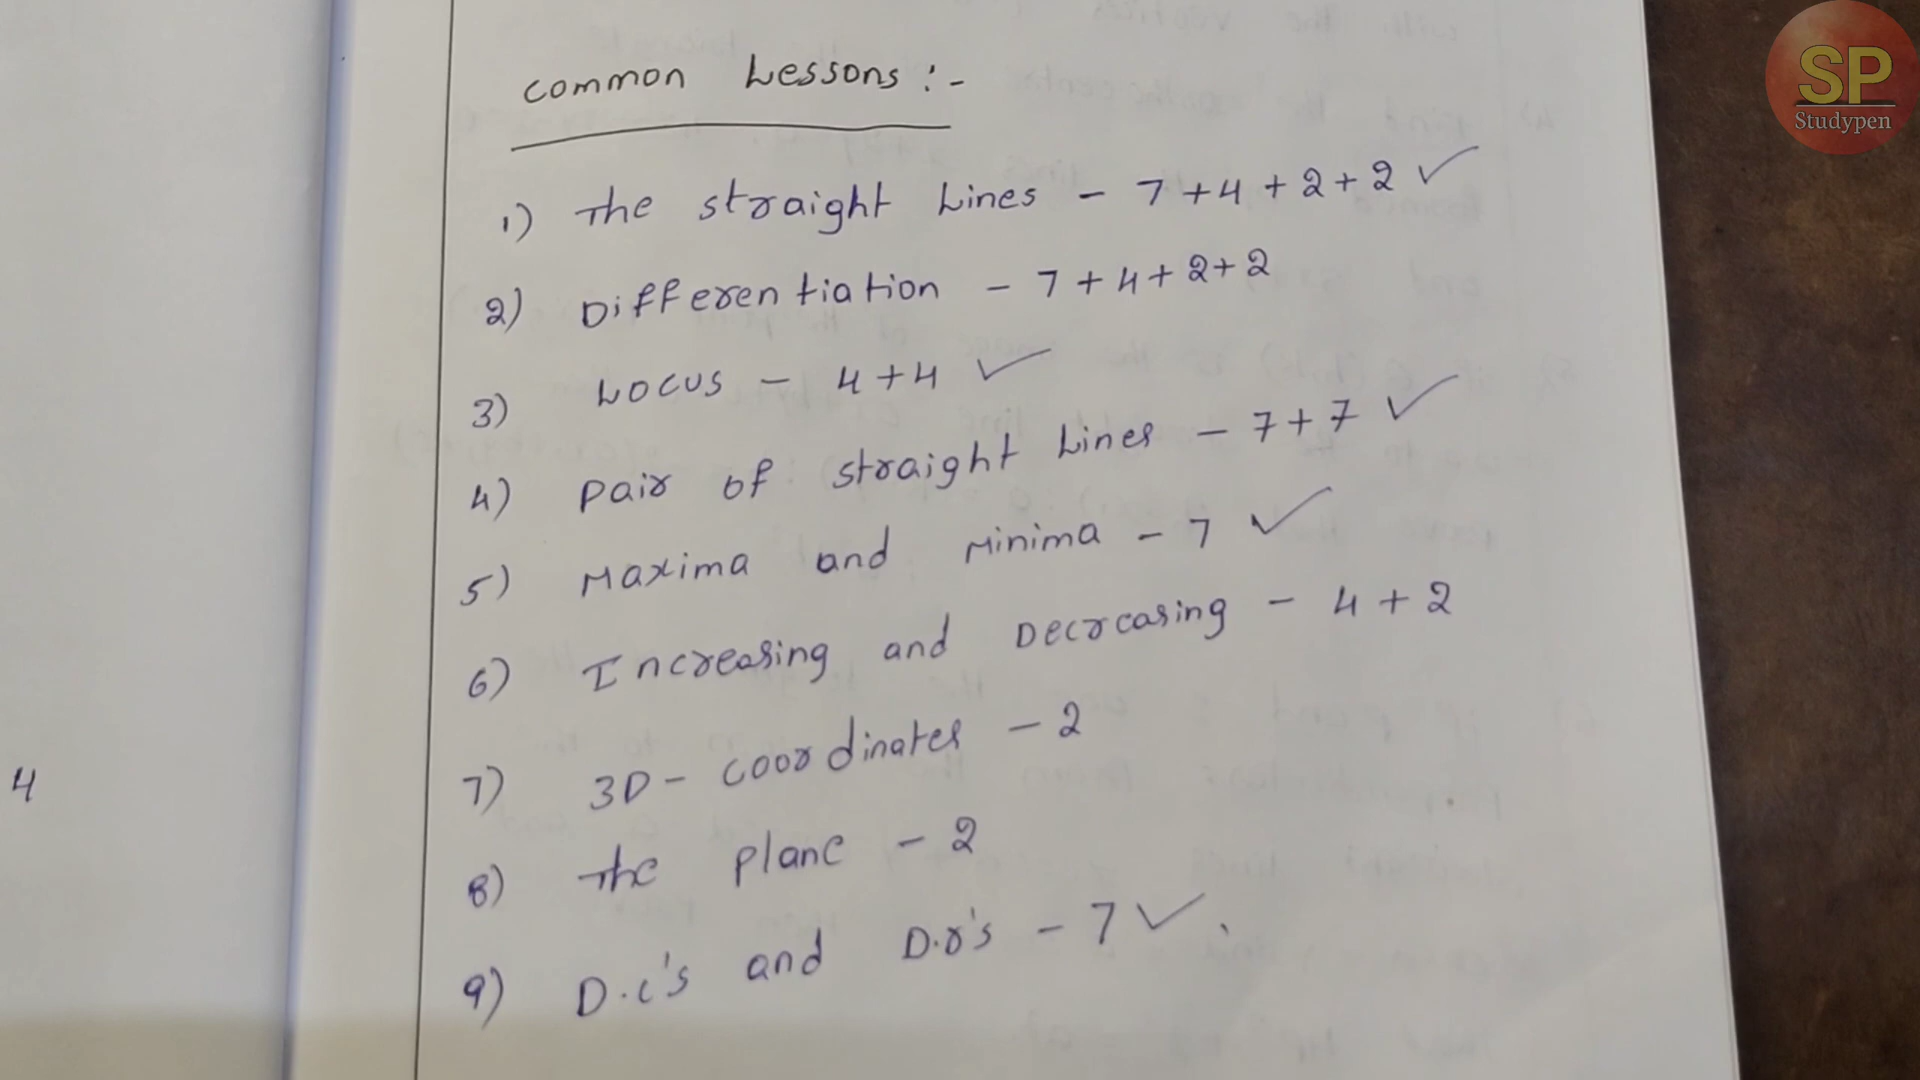 Common Lessons :-
1) The Straight Lines - 7+4+2+2 ✓
2) Differentiation - 7+4+2+2
3) Locus - 4+4 ✓
4) Pair of straight Lines - 7+7 ✓
5) Maxima and Minima - 7 ✓
6) Increasing and Decreasing - 4+2
7) 3D- Coordinates - 2
8) The plane - 2
9) D.c's and D.r's - 7 ✓.
4
SP
Studypen